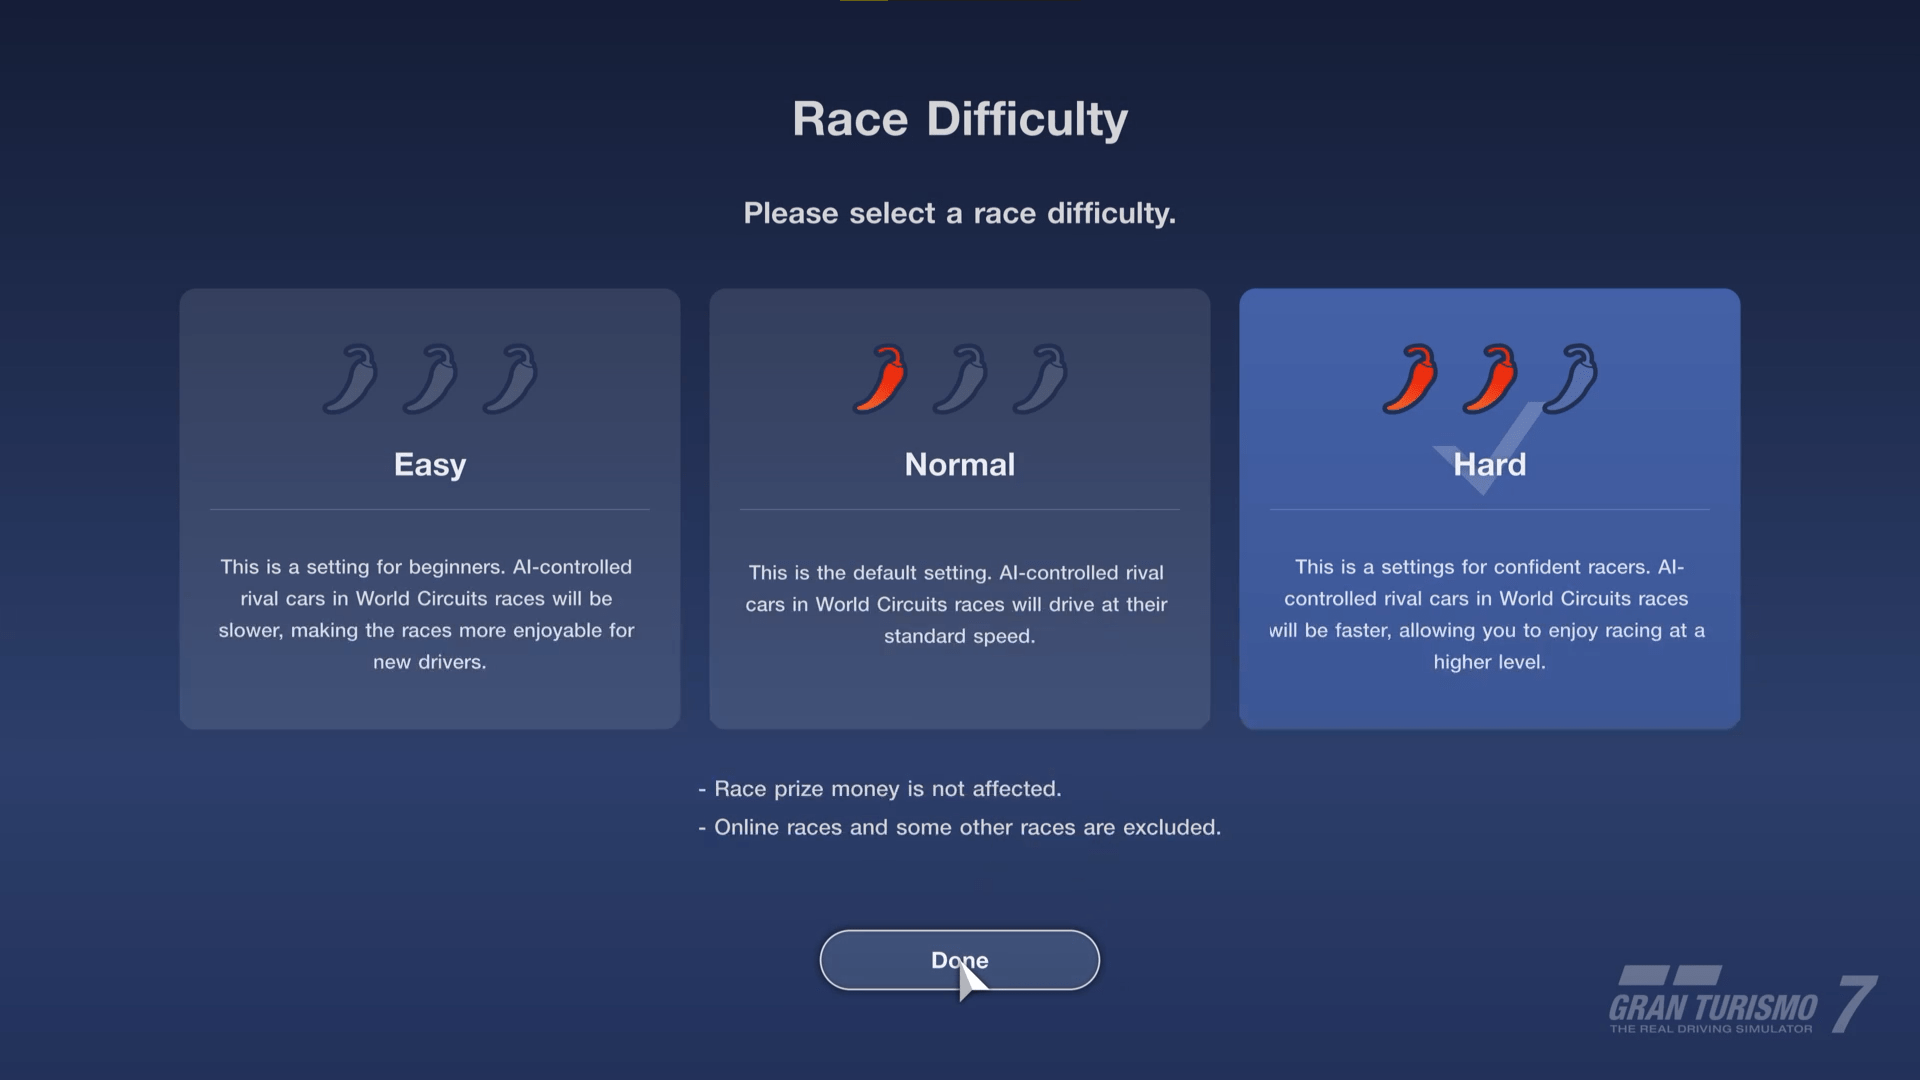 Race Difficulty
Please select a race difficulty.
Easy
This is a setting for beginners. AI-controlled
rival cars in World Circuits races will be
slower, making the races more enjoyable for
new drivers.
Normal
This is the default setting. AI-controlled rival
cars in World Circuits races will drive at their
standard speed.
Hard
This is a settings for confident racers. AI-
controlled rival cars in World Circuits races
will be faster, allowing you to enjoy racing at a
higher level.
- Race prize money is not affected.
- Online races and some other races are excluded.
Done
GRAN TURISMO 7
THE REAL DRIVING SIMULATOR